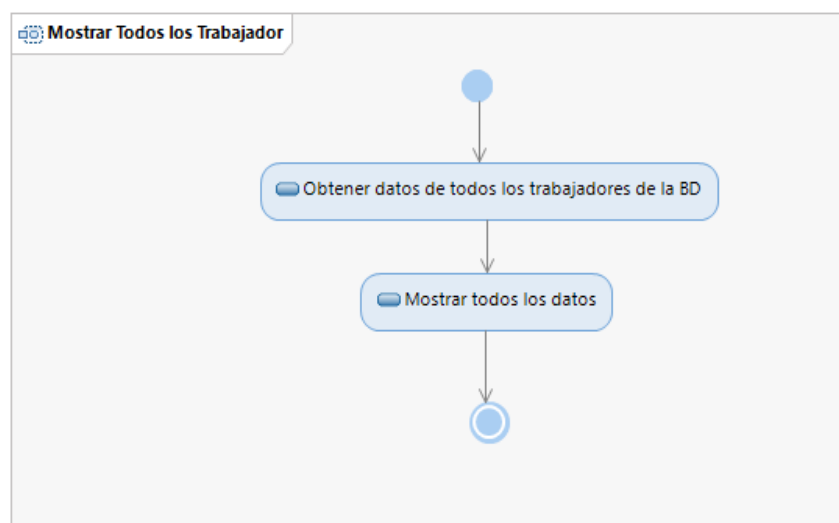 Mostrar Todos los Trabajador
Obtener datos de todos los trabajadores de la BD
Mostrar todos los datos